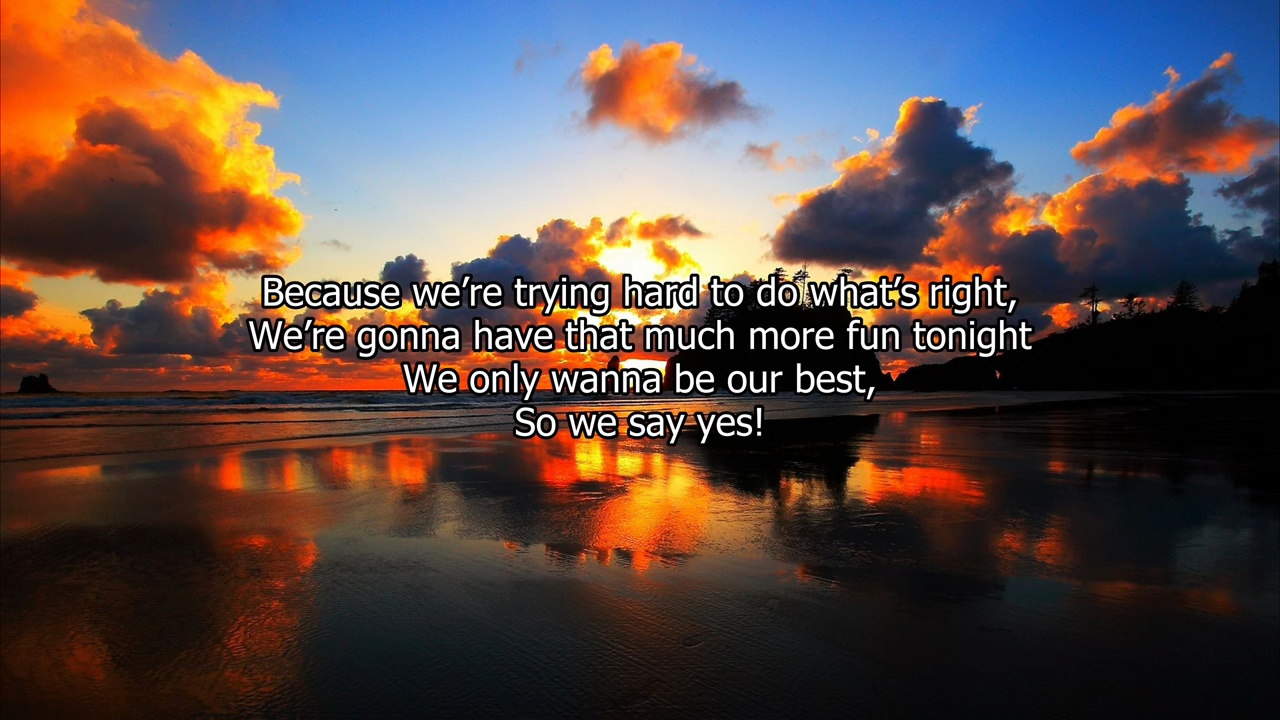 Because we’re trying hard to do what’s right,
We’re gonna have that much more fun tonight
We only wanna be our best,
So we say yes!